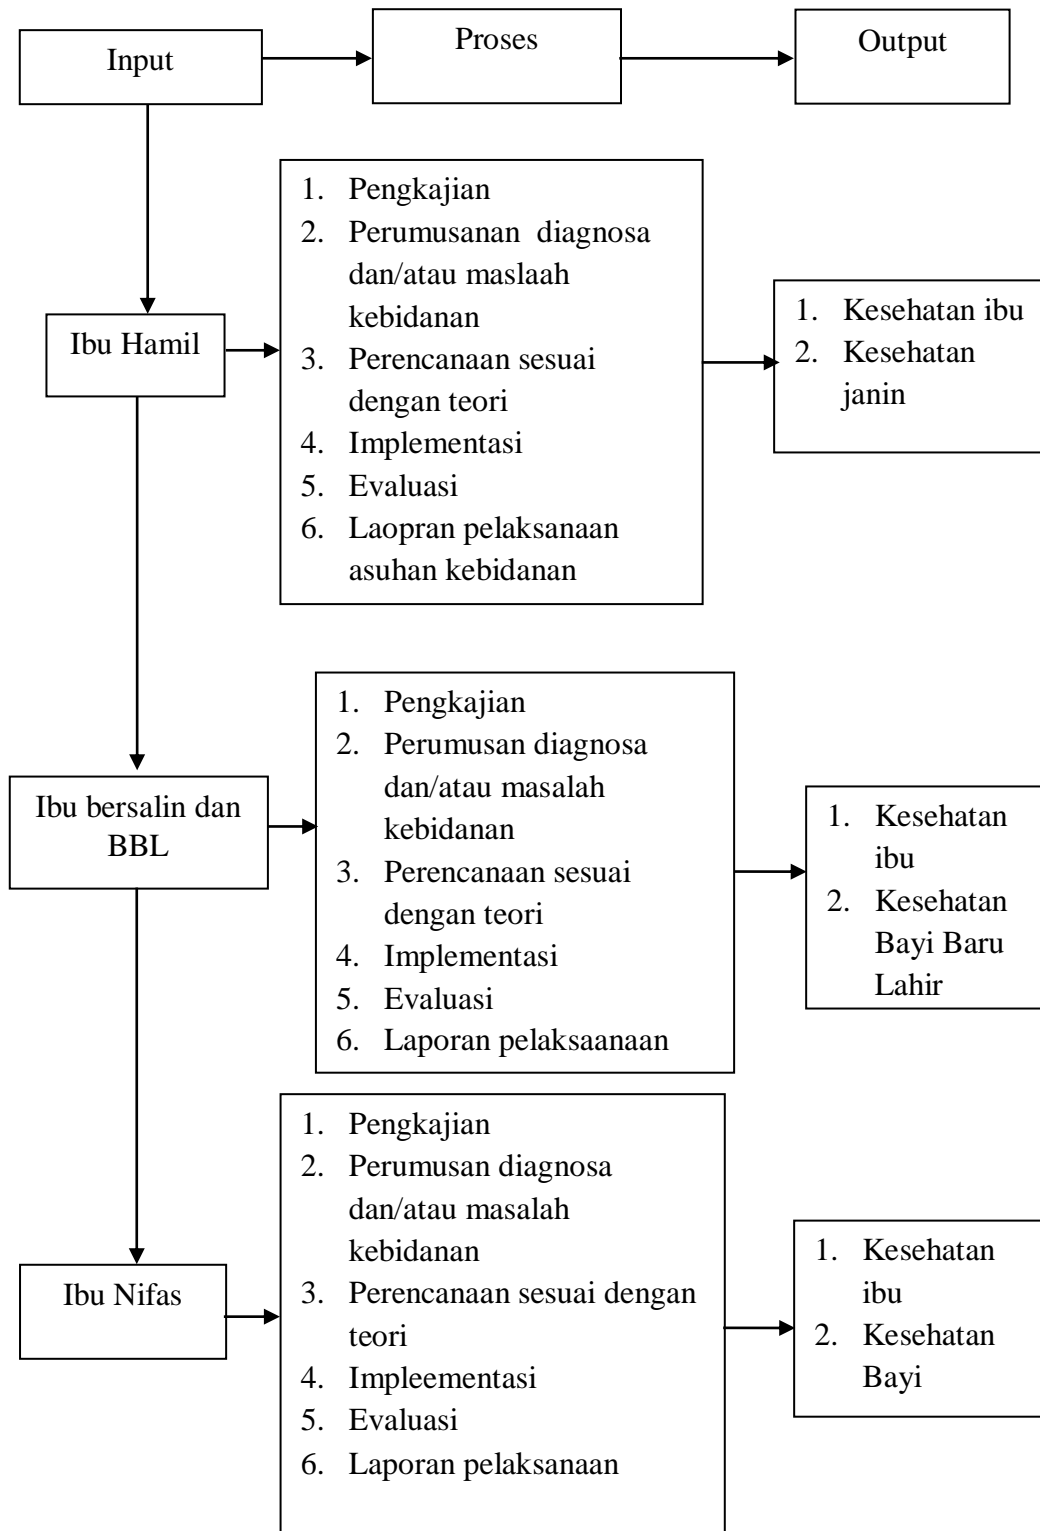 Input
Proses
Output
Ibu Hamil
1. Pengkajian
2. Perumusanan diagnosa
dan/atau maslaah
kebidanan
3. Perencanaan sesuai
dengan teori
4. Implementasi
5. Evaluasi
6. Laopran pelaksanaan
asuhan kebidanan
1. Kesehatan ibu
2. Kesehatan
janin
Ibu bersalin dan
BBL
1. Pengkajian
2. Perumusan diagnosa
dan/atau masalah
kebidanan
3. Perencanaan sesuai
dengan teori
4. Implementasi
5. Evaluasi
6. Laporan pelaksaanaan
1. Kesehatan
ibu
2. Kesehatan
Bayi Baru
Lahir
Ibu Nifas
1. Pengkajian
2. Perumusan diagnosa
dan/atau masalah
kebidanan
3. Perencanaan sesuai dengan
teori
4. Impleementasi
5. Evaluasi
6. Laporan pelaksanaan
1. Kesehatan
ibu
2. Kesehatan
Bayi